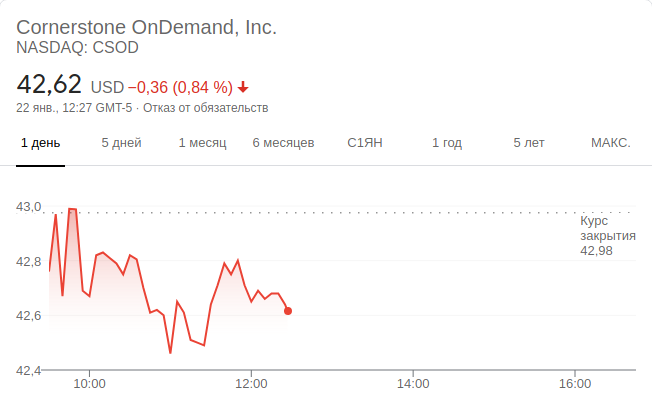 Cornerstone OnDemand, Inc.
NASDAQ: CSOD
42,62 USD −0,36 (0,84 %)
22 янв., 12:27 GMT-5 · Отказ от обязательств
1 день 5 дней 1 месяц 6 месяцев С1ЯН 1 год 5 лет МАКС.
43,0
Курс
закрытия
42,98
42,8
42,6
42,4
10:00 12:00 14:00 16:00